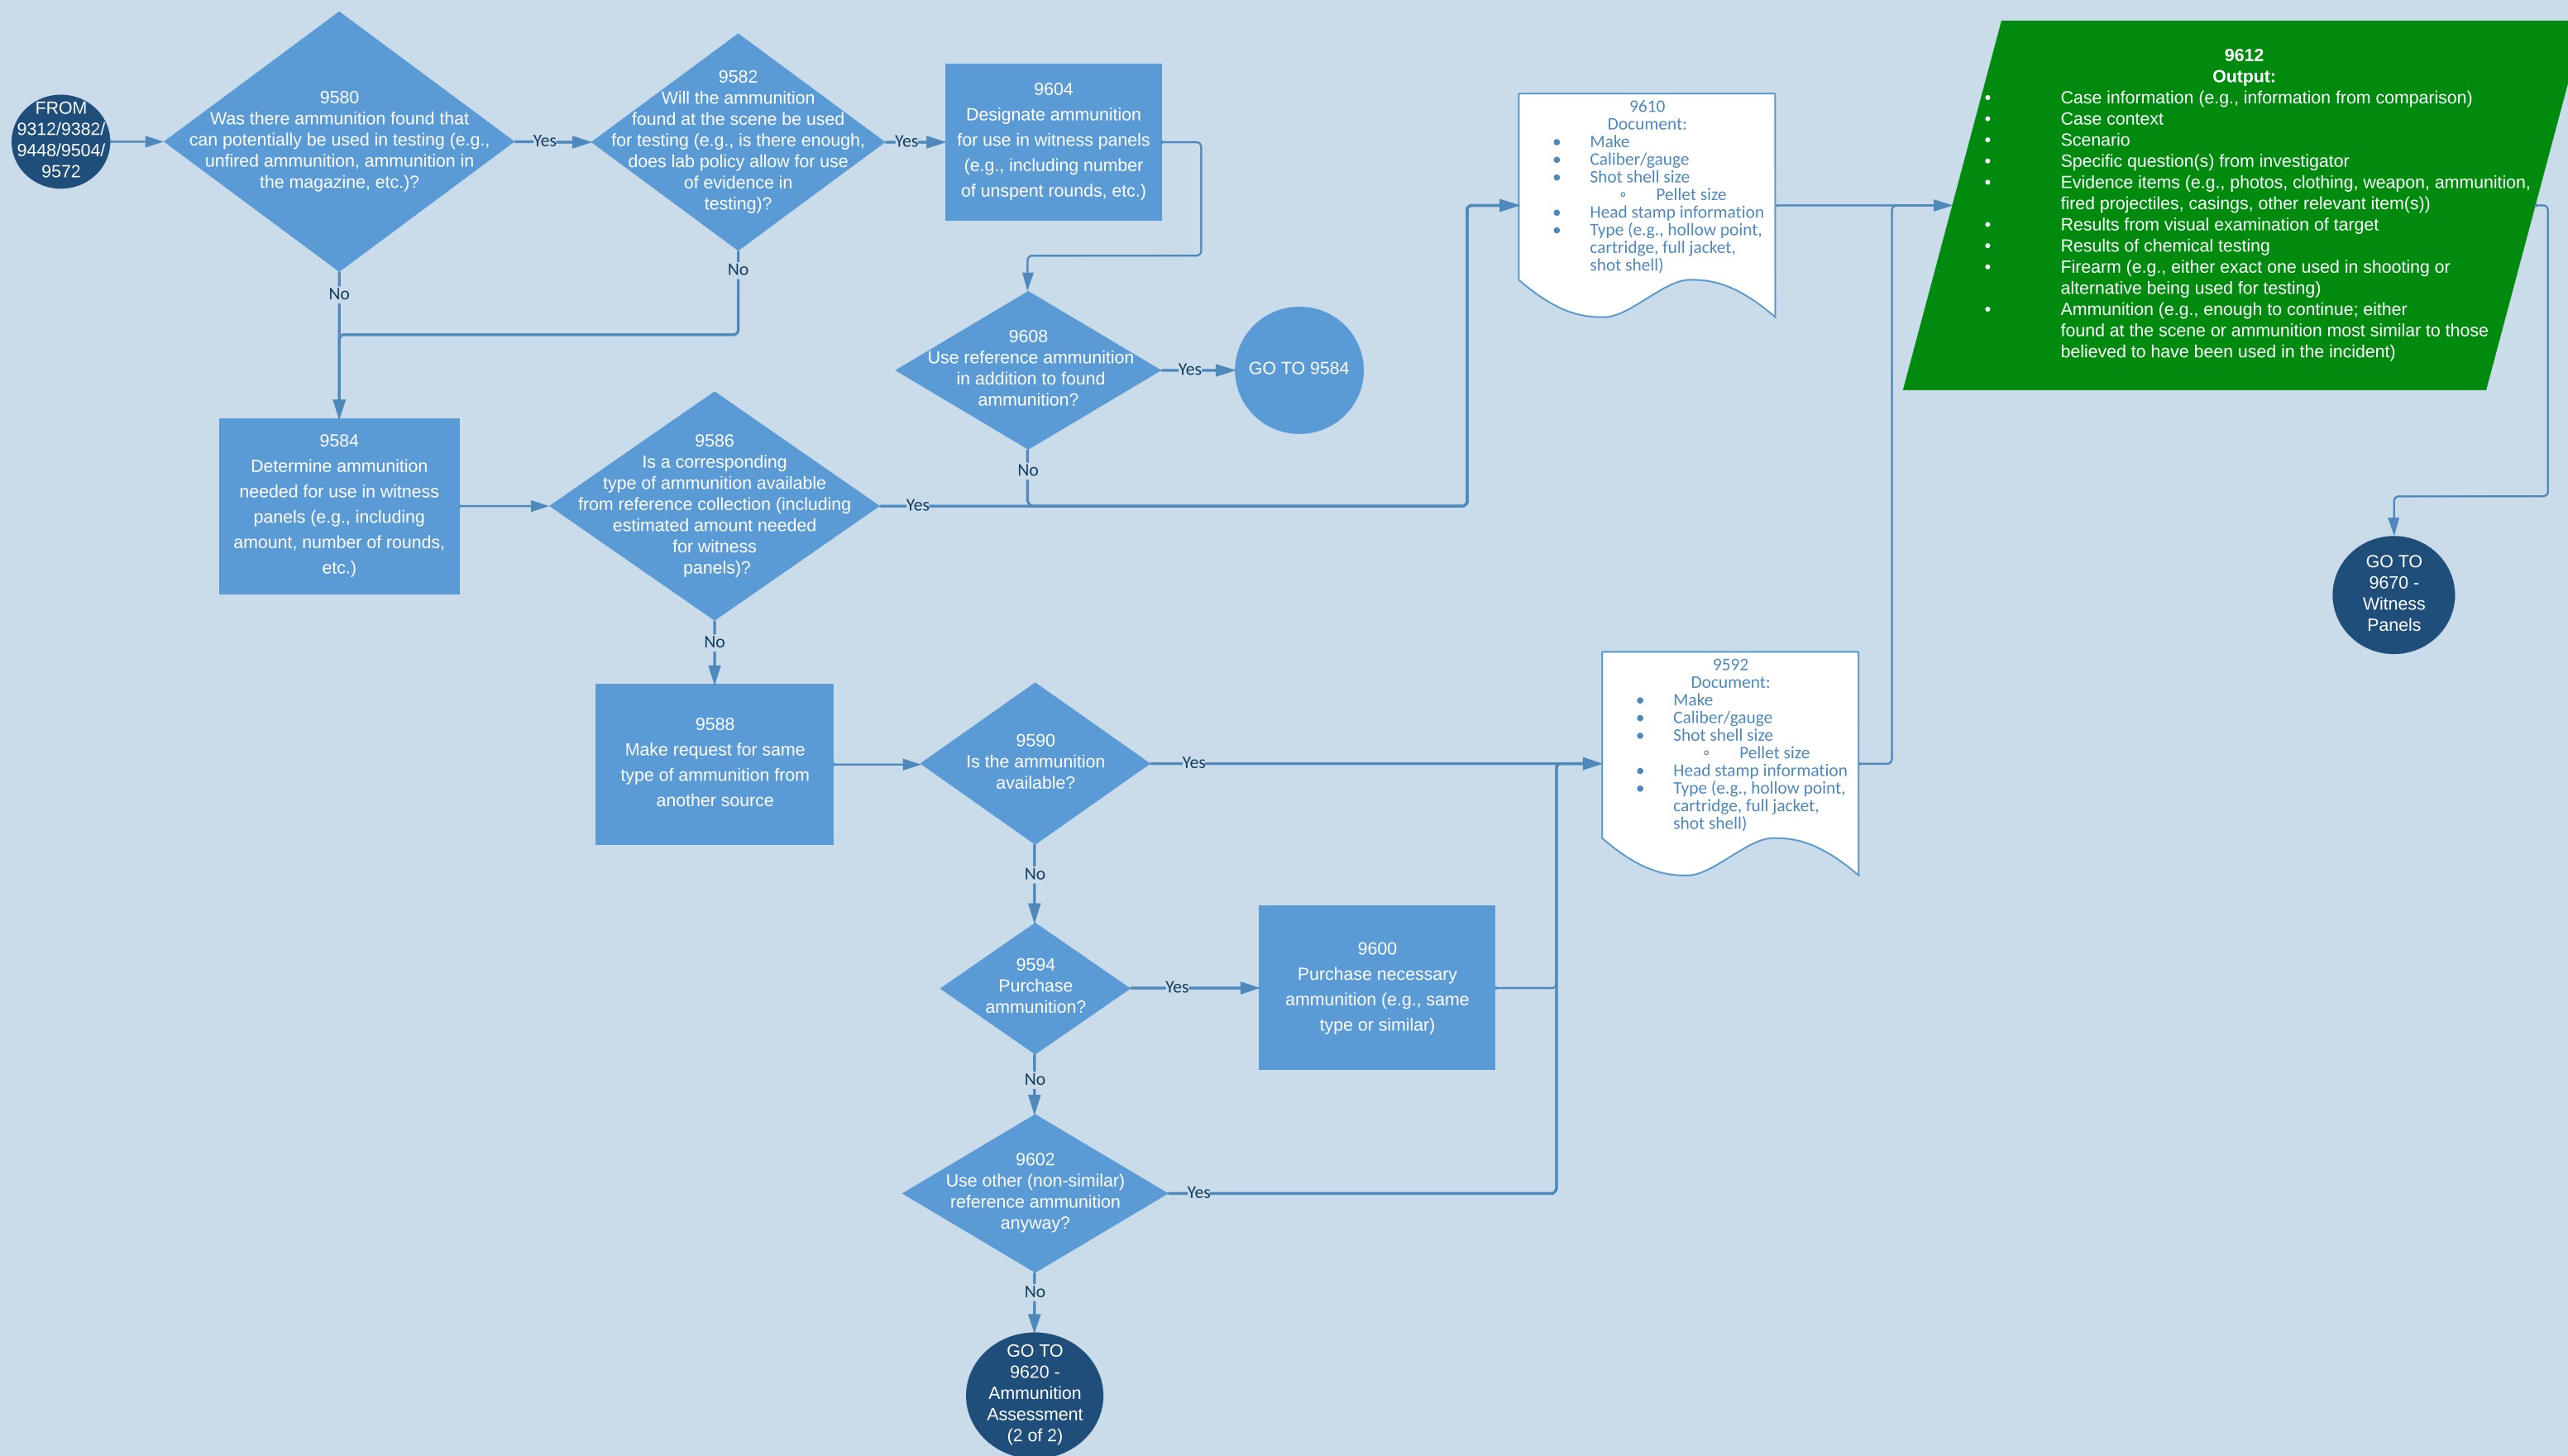 FROM
9312/9382/
9448/9504/
9572
9580
Was there ammunition found that
can potentially be used in testing (e.g.,
unfired ammunition, ammunition in
the magazine, etc.)?
Yes
No
9582
Will the ammunition
found at the scene be used
for testing (e.g., is there enough,
does lab policy allow for use
of evidence in
testing)?
Yes
No
9604
Designate ammunition
for use in witness panels
(e.g., including number
of unspent rounds, etc.)
9608
Use reference ammunition
in addition to found
ammunition?
Yes
No
GO TO 9584
9610
Document:
• Make
• Caliber/gauge
• Shot shell size
◦ Pellet size
• Head stamp information
• Type (e.g., hollow point,
cartridge, full jacket,
shot shell)
9612
Output:
• Case information (e.g., information from comparison)
• Case context
• Scenario
• Specific question(s) from investigator
• Evidence items (e.g., photos, clothing, weapon, ammunition,
fired projectiles, casings, other relevant item(s))
• Results from visual examination of target
• Results of chemical testing
• Firearm (e.g., either exact one used in shooting or
alternative being used for testing)
• Ammunition (e.g., enough to continue; either
found at the scene or ammunition most similar to those
believed to have been used in the incident)
GO TO
9670 -
Witness
Panels
9584
Determine ammunition
needed for use in witness
panels (e.g., including
amount, number of rounds,
etc.)
9586
Is a corresponding
type of ammunition available
from reference collection (including
estimated amount needed
for witness
panels)?
Yes
No
9588
Make request for same
type of ammunition from
another source
9590
Is the ammunition
available?
Yes
No
9592
Document:
• Make
• Caliber/gauge
• Shot shell size
◦ Pellet size
• Head stamp information
• Type (e.g., hollow point,
cartridge, full jacket,
shot shell)
9594
Purchase
ammunition?
Yes
No
9600
Purchase necessary
ammunition (e.g., same
type or similar)
9602
Use other (non-similar)
reference ammunition
anyway?
Yes
No
GO TO
9620 -
Ammunition
Assessment
(2 of 2)